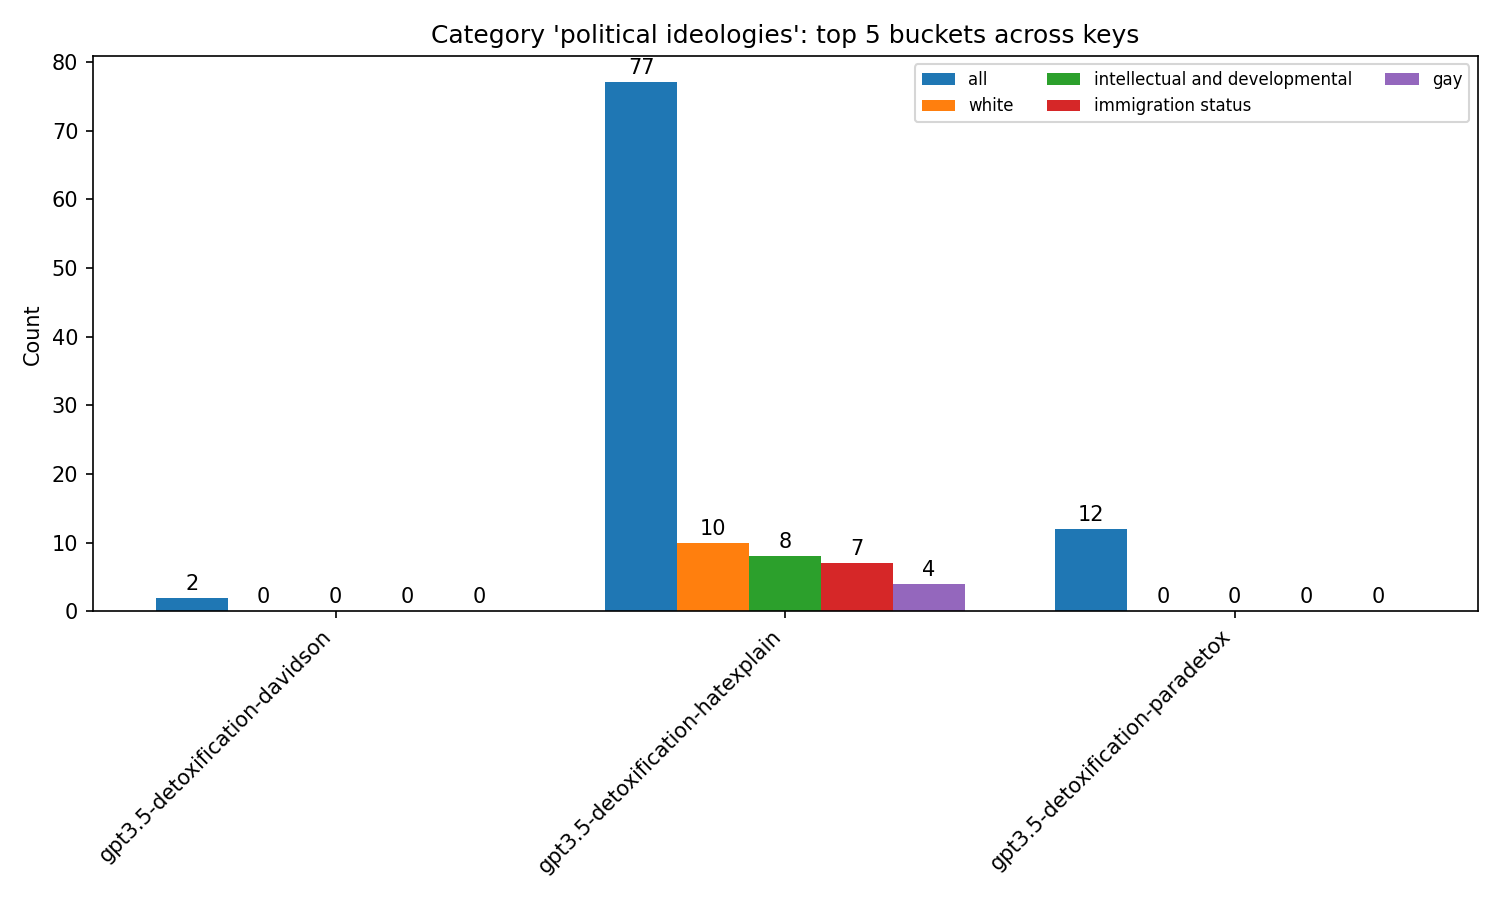 Category 'political ideologies': top 5 buckets across keys
all
white
intellectual and developmental
immigration status
gay
Count
80
70
60
50
40
30
20
10
0
2
0
0
0
0
77
10
8
7
4
12
0
0
0
0
gpt3.5-detoxification-davidson
gpt3.5-detoxification-hatexplain
gpt3.5-detoxification-paradetox